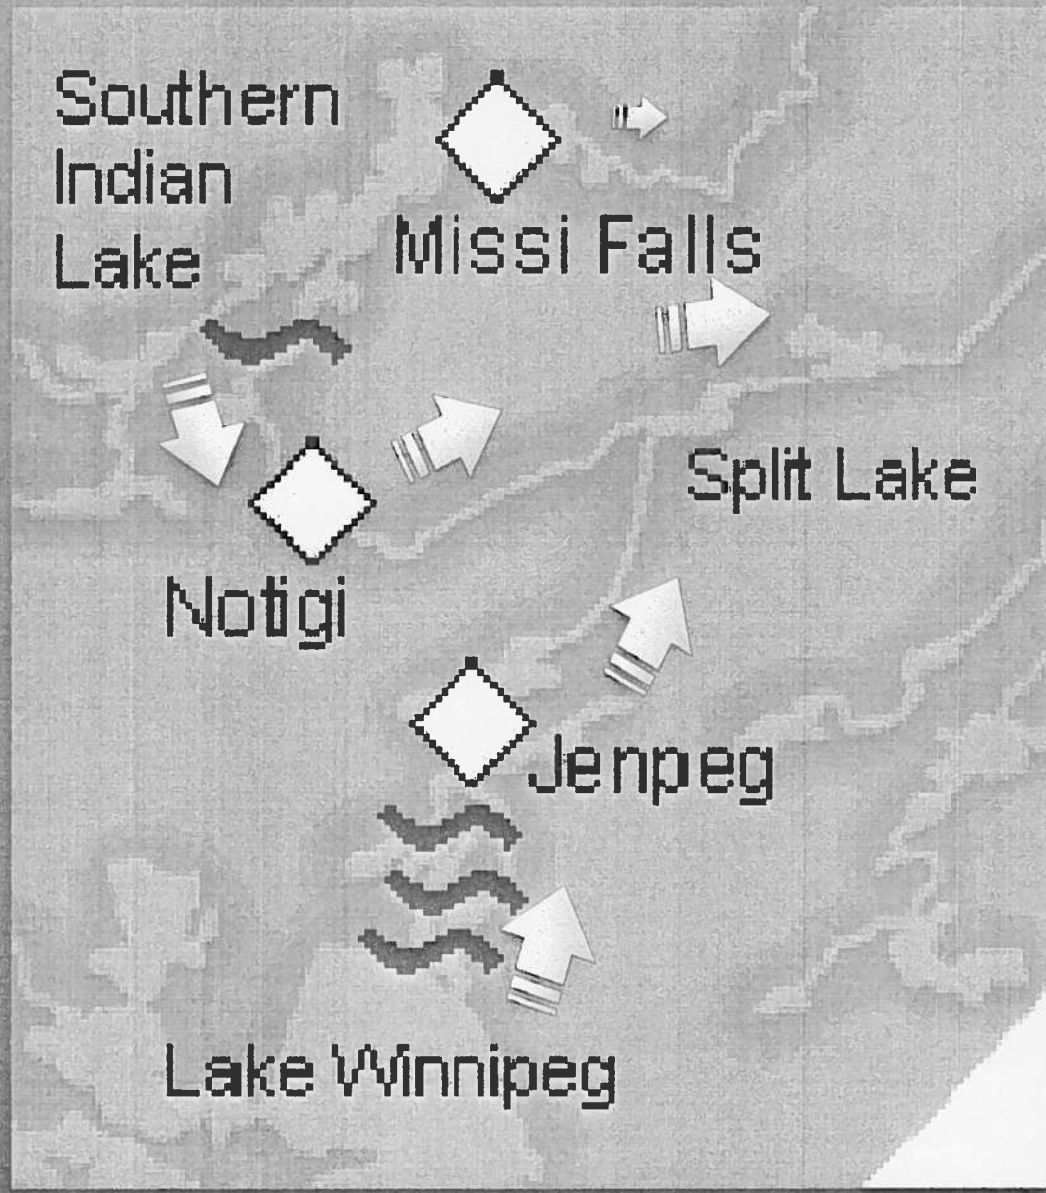 Southern
Indian
Lake
Missi Falls
Split Lake
Notigi
Jenpeg
Lake Winnipeg